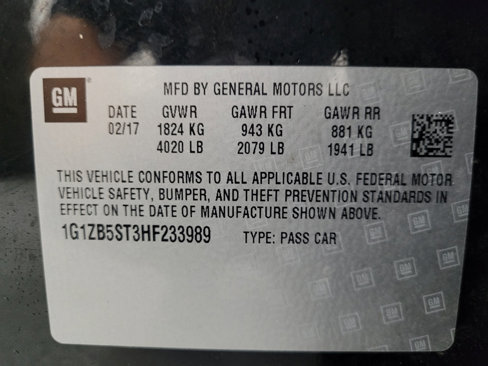 GM
MFD BY GENERAL MOTORS LLC
DATE GVWR GAWR FRT GAWR RR
02/17 1824 KG 943 KG 881 KG
4020 LB 2079 LB 1941 LB
THIS VEHICLE CONFORMS TO ALL APPLICABLE U.S. FEDERAL MOTOR
VEHICLE SAFETY, BUMPER, AND THEFT PREVENTION STANDARDS IN
EFFECT ON THE DATE OF MANUFACTURE SHOWN ABOVE.
1G1ZB5ST3HF233989 TYPE: PASS CAR